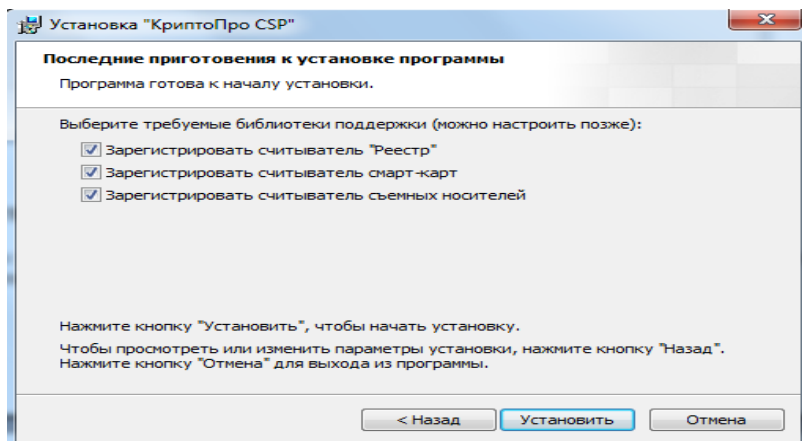 Установка "КриптоПро CSP"
Последние приготовения к установке программы
Программа готова к началу установки.
Выберите требуемые библиотеки поддержки (можно настроить позже):
Зарегистрировать считыватель "Реестр"
Зарегистрировать считыватель смарт-карт
Зарегистрировать считыватель съемных носителей
Нажмите кнопку "Установить", чтобы начать установку.
Чтобы просмотреть или изменить параметры установки, нажмите кнопку "Назад".
Нажмите кнопку "Отмена" для выхода из программы.
< Назад Установить Отмена